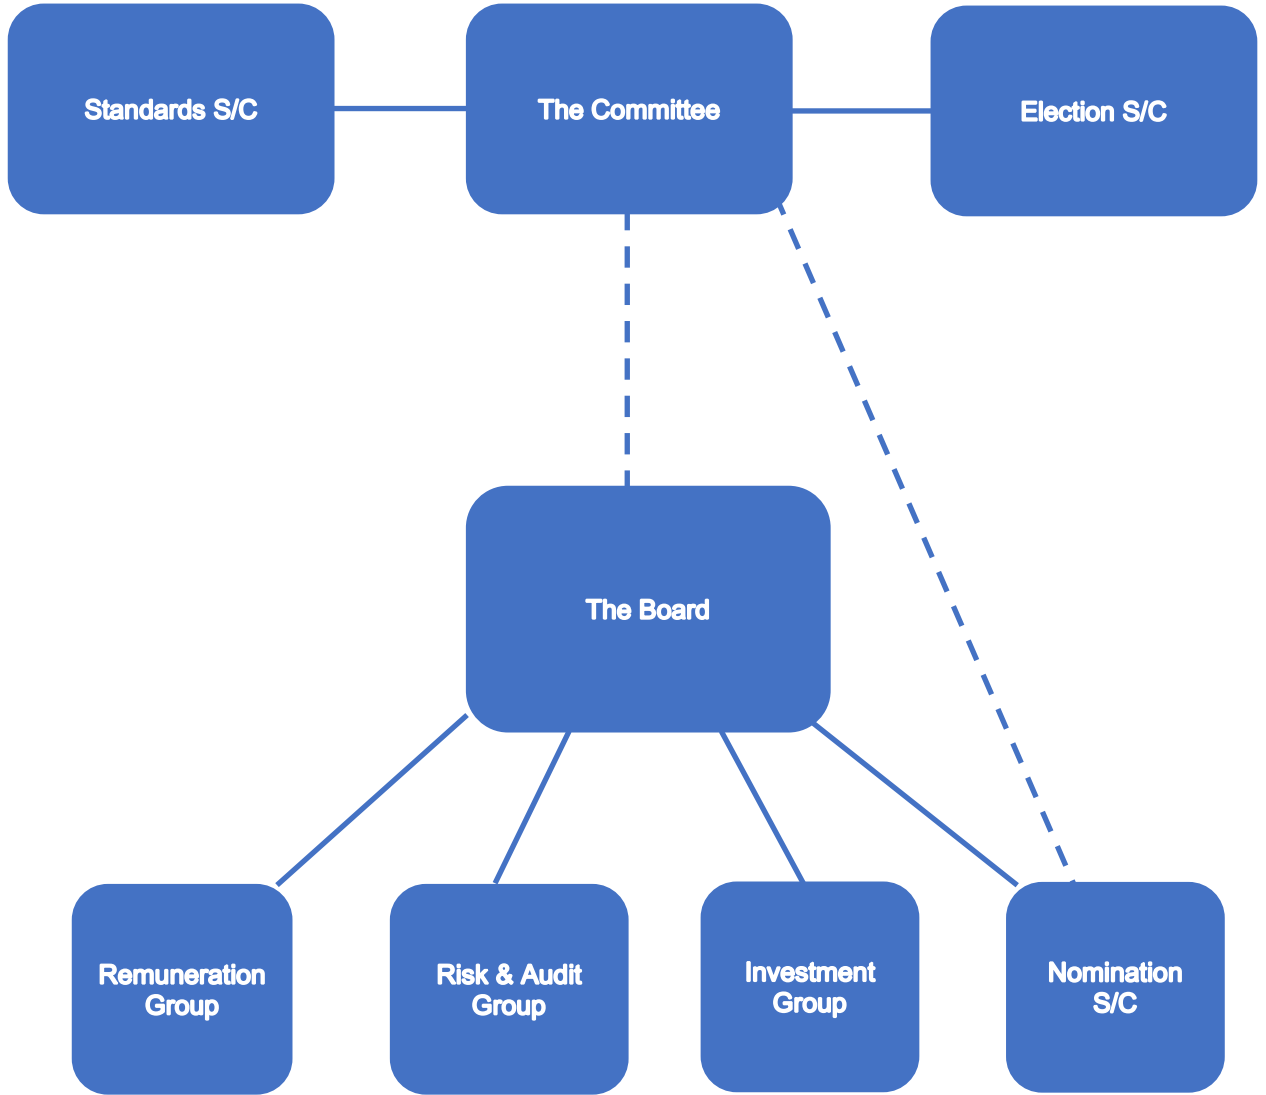 Standards S/C
The Committee
Election S/C
The Board
Remuneration
Group
Risk & Audit
Group
Investment
Group
Nomination
S/C